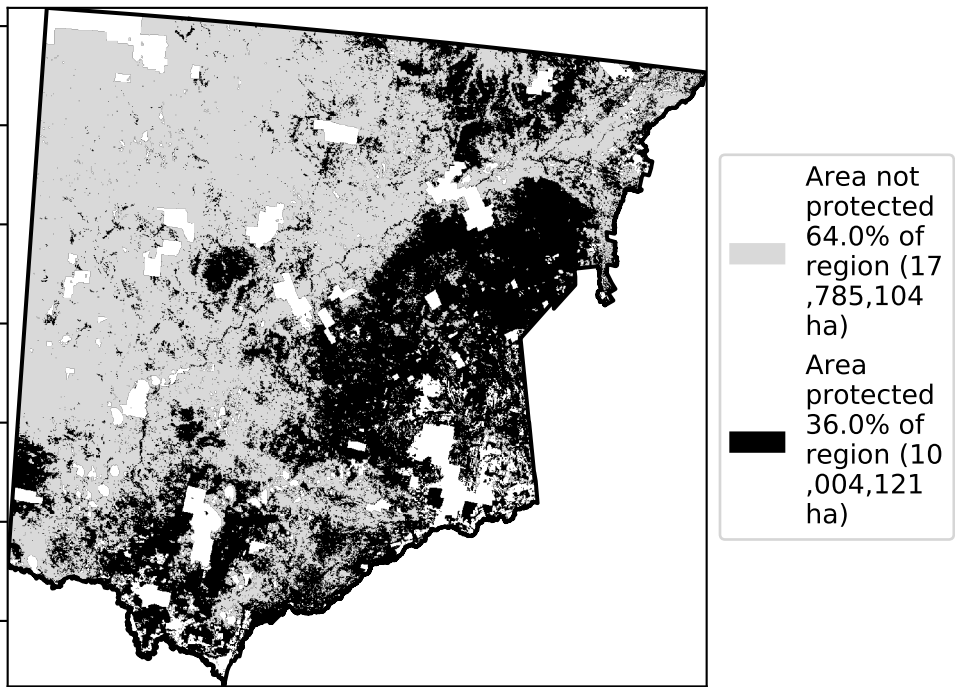 Area not
protected
64.0% of
region (17
,785,104
ha)
Area
protected
36.0% of
region (10
,004,121
ha)